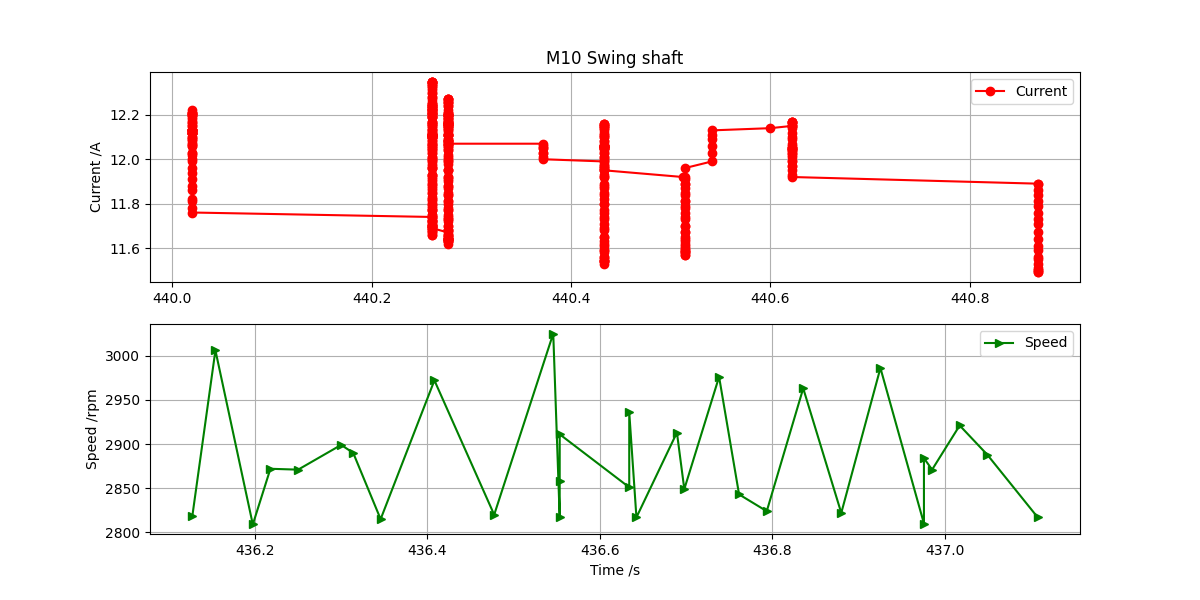 M10 Swing shaft
Current /A
12.2
12.0
11.8
11.6
Current
440.0 440.2 440.4 440.6 440.8
Speed /rpm
3000
2950
2900
2850
2800
Speed
436.2 436.4 436.6 436.8 437.0
Time /s